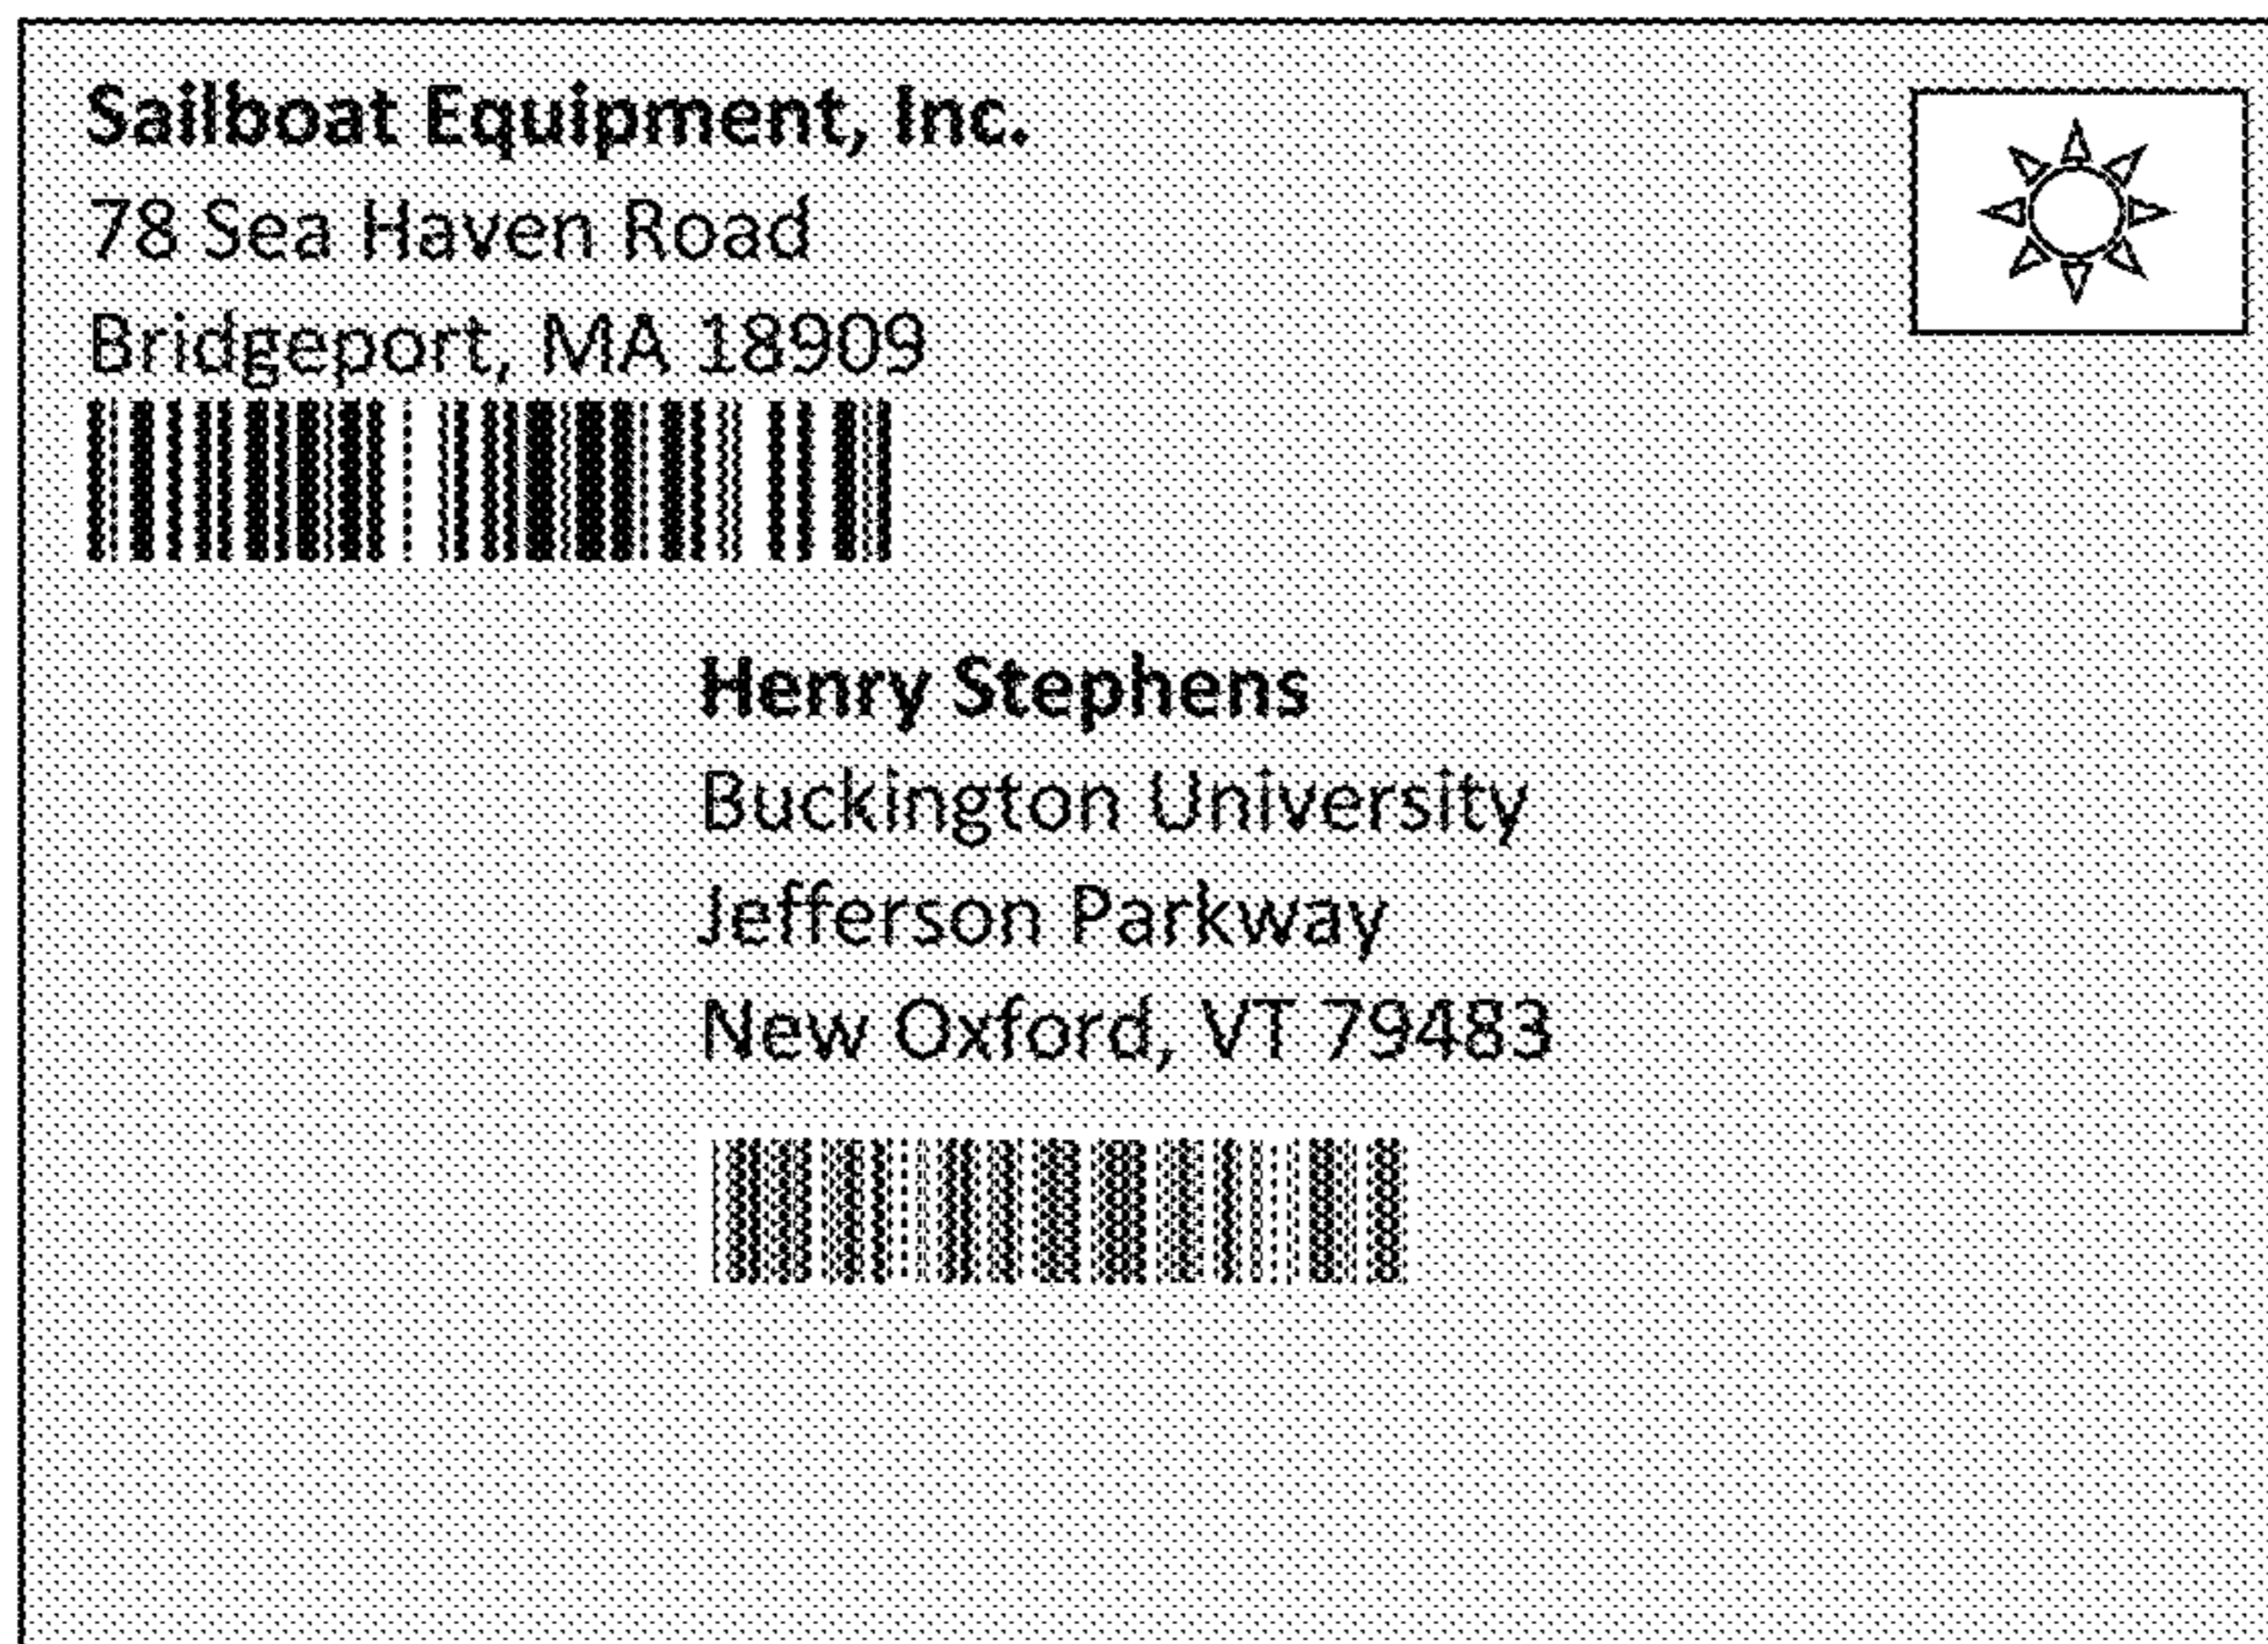 Sailboat Equipment, Inc.
78 Sea Haven Road
Bridgeport, MA 18909
Henry Stephens
Buckington University
Jefferson Parkway
New Oxford, VT 79483